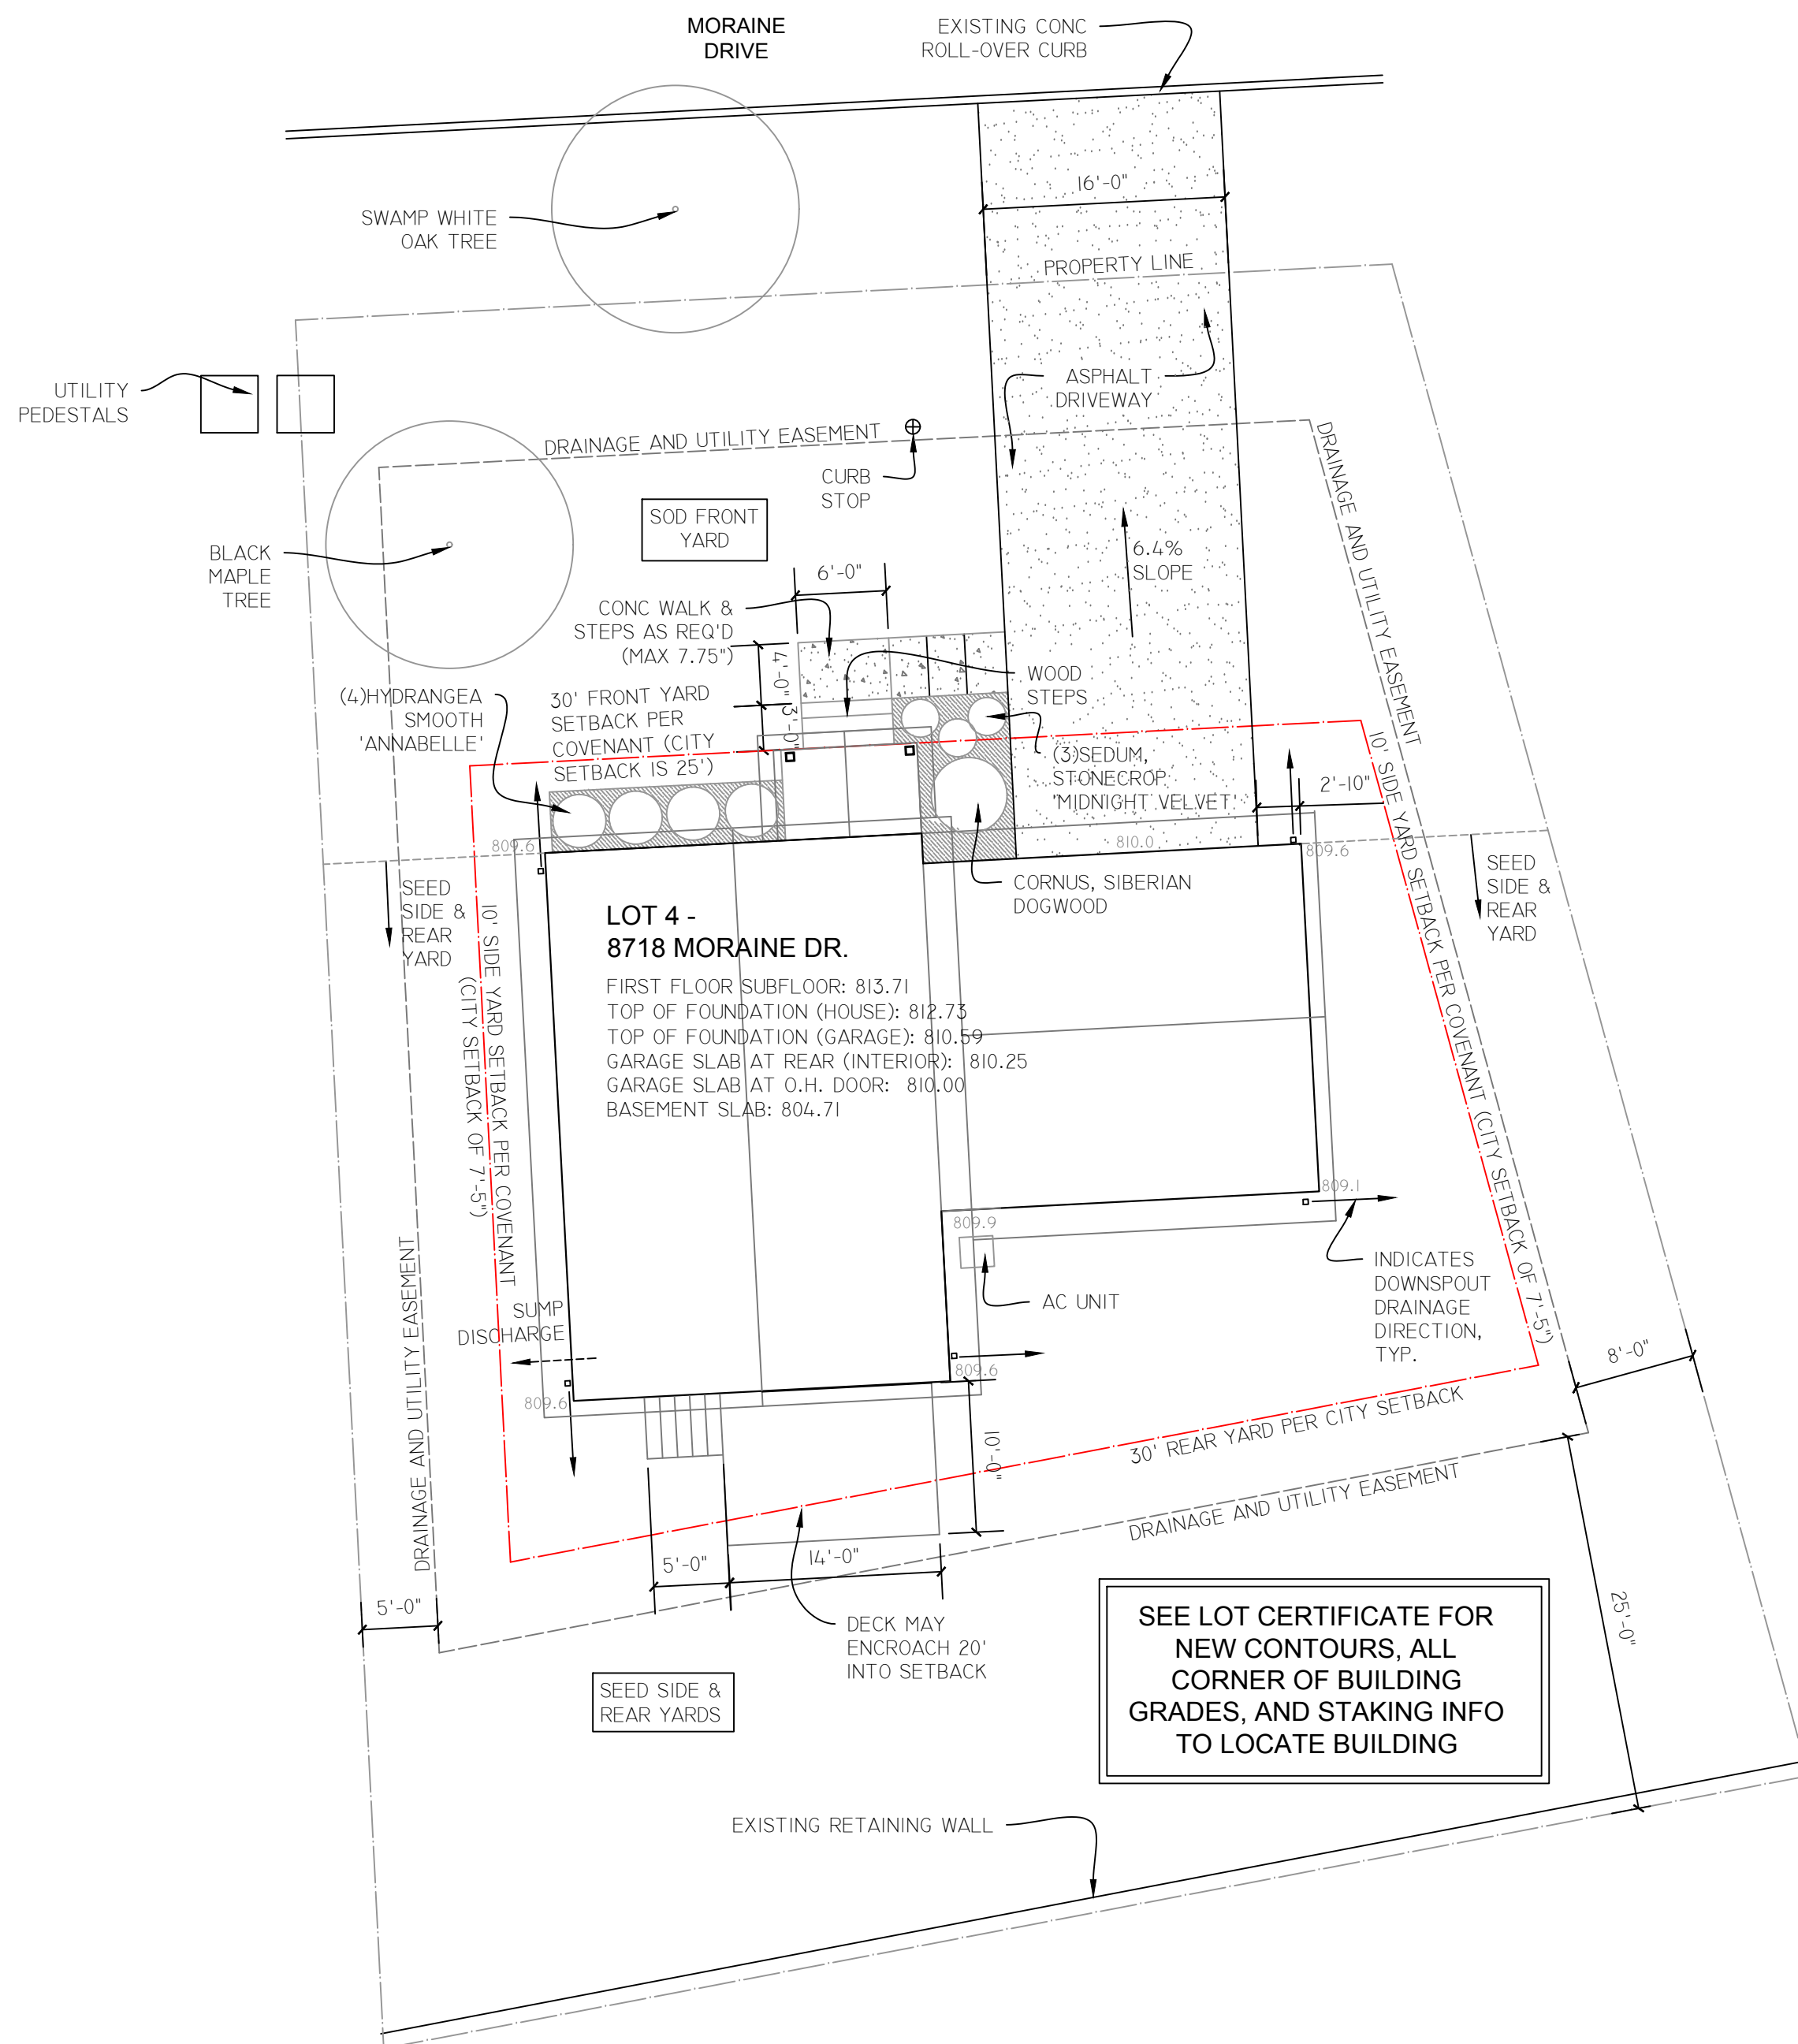 MORAINE
DRIVE
EXISTING CONC
ROLL-OVER CURB
16'-0"
SWAMP WHITE
OAK TREE
PROPERTY LINE
UTILITY
PEDESTALS
ASPHALT
DRIVEWAY
DRAINAGE AND UTILITY EASEMENT
CURB
STOP
DRAINAGE AND UTILITY EASEMENT
SOD FRONT
YARD
BLACK
MAPLE
TREE
6.4%
SLOPE
6'-0"
CONC WALK &
STEPS AS REQ'D
(MAX 7.75")
4'-0"
3'-0"
WOOD
STEPS
(4)HYDRANGEA
SMOOTH
'ANNABELLE'
30' FRONT YARD
SETBACK PER
COVENANT (CITY
SETBACK IS 25')
(3)SEDUM,
STONECROP
'MIDNIGHT VELVET'
2'-10"
10' SIDE YARD SETBACK PER COVENANT (CITY SETBACK OF 7'-5")
809.6
810.0
809.6
SEED
SIDE &
REAR
YARD
SEED
SIDE &
REAR
YARD
CORNUS, SIBERIAN
DOGWOOD
10' SIDE YARD SETBACK PER COVENANT
(CITY SETBACK OF 7'-5")
LOT 4 -
8718 MORAINE DR.
FIRST FLOOR SUBFLOOR: 813.71
TOP OF FOUNDATION (HOUSE): 812.73
TOP OF FOUNDATION (GARAGE): 810.59
GARAGE SLAB AT REAR (INTERIOR): 810.25
GARAGE SLAB AT O.H. DOOR: 810.00
BASEMENT SLAB: 804.71
809.1
809.9
INDICATES
DOWNSPOUT
DRAINAGE
DIRECTION,
TYP.
AC UNIT
SUMP
DISCHARGE
DRAINAGE AND UTILITY EASEMENT
809.6
809.6
8'-0"
30' REAR YARD PER CITY SETBACK
10'-0"
DRAINAGE AND UTILITY EASEMENT
5'-0"
14'-0"
5'-0"
25'-0"
DECK MAY
ENCROACH 20'
INTO SETBACK
SEE LOT CERTIFICATE FOR
NEW CONTOURS, ALL
CORNER OF BUILDING
GRADES, AND STAKING INFO
TO LOCATE BUILDING
SEED SIDE &
REAR YARDS
EXISTING RETAINING WALL